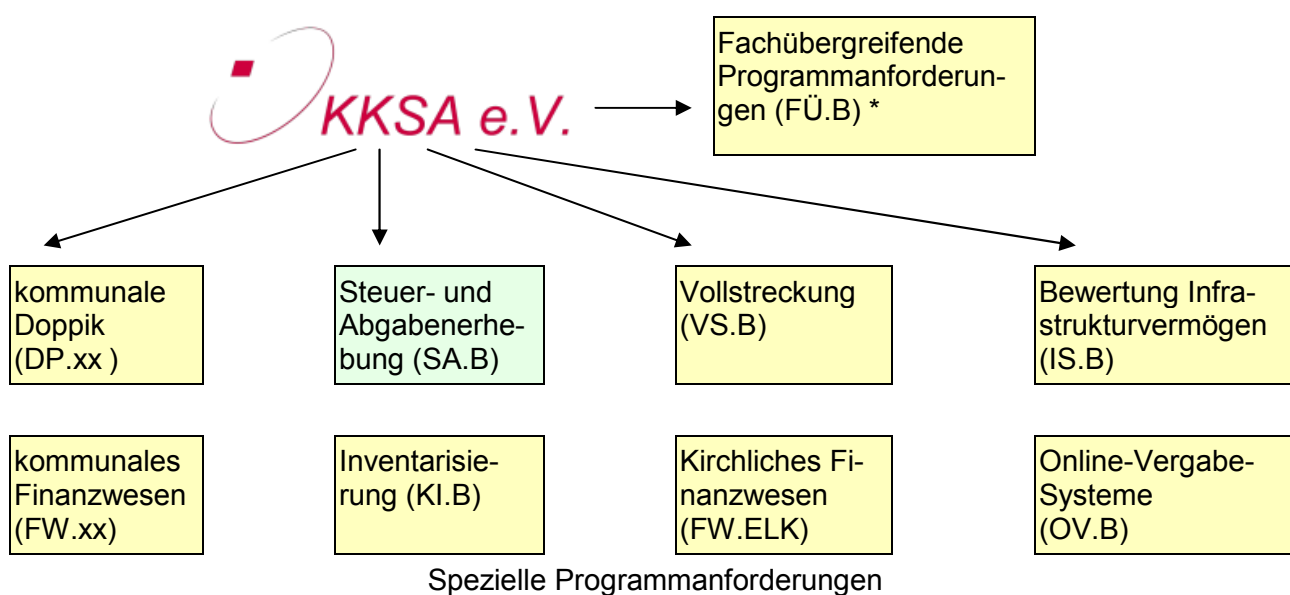 KKSA e.V.
Fachübergreifende
Programmanforderun-
gen (FÜ.B) *
kommunale
Doppik
(DP.xx )
Steuer- und
Abgabenerhe-
bung (SA.B)
Vollstreckung
(VS.B)
Bewertung Infra-
strukturvermögen
(IS.B)
kommunales
Finanzwesen
(FW.xx)
Inventarisie-
rung (KI.B)
Kirchliches Fi-
nanzwesen
(FW.ELK)
Online-Vergabe-
Systeme
(OV.B)
Spezielle Programmanforderungen